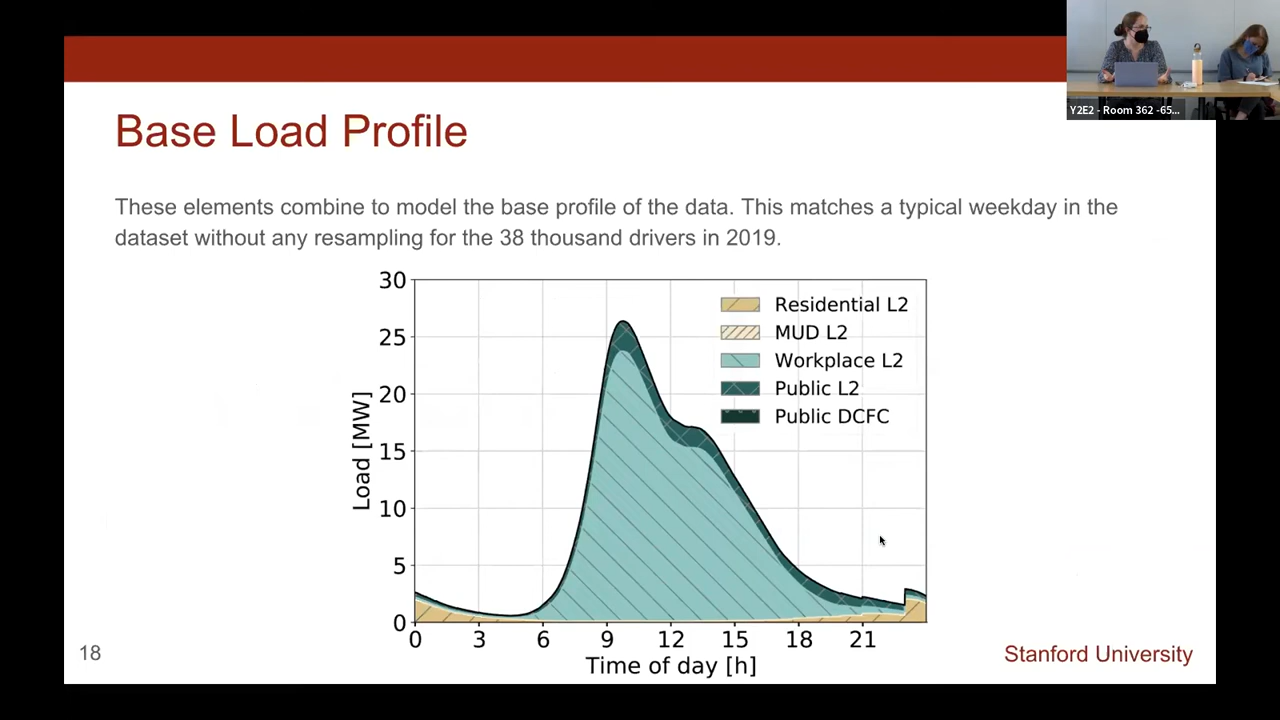 Y2E2 - Room 362 -65...
Base Load Profile
These elements combine to model the base profile of the data. This matches a typical weekday in the
dataset without any resampling for the 38 thousand drivers in 2019.
30
25
20
15
10
5
0
Load [MW]
Residential L2
MUD L2
Workplace L2
Public L2
Public DCFC
0 3 6 9 12 15 18 21
Time of day [h]
18
Stanford University